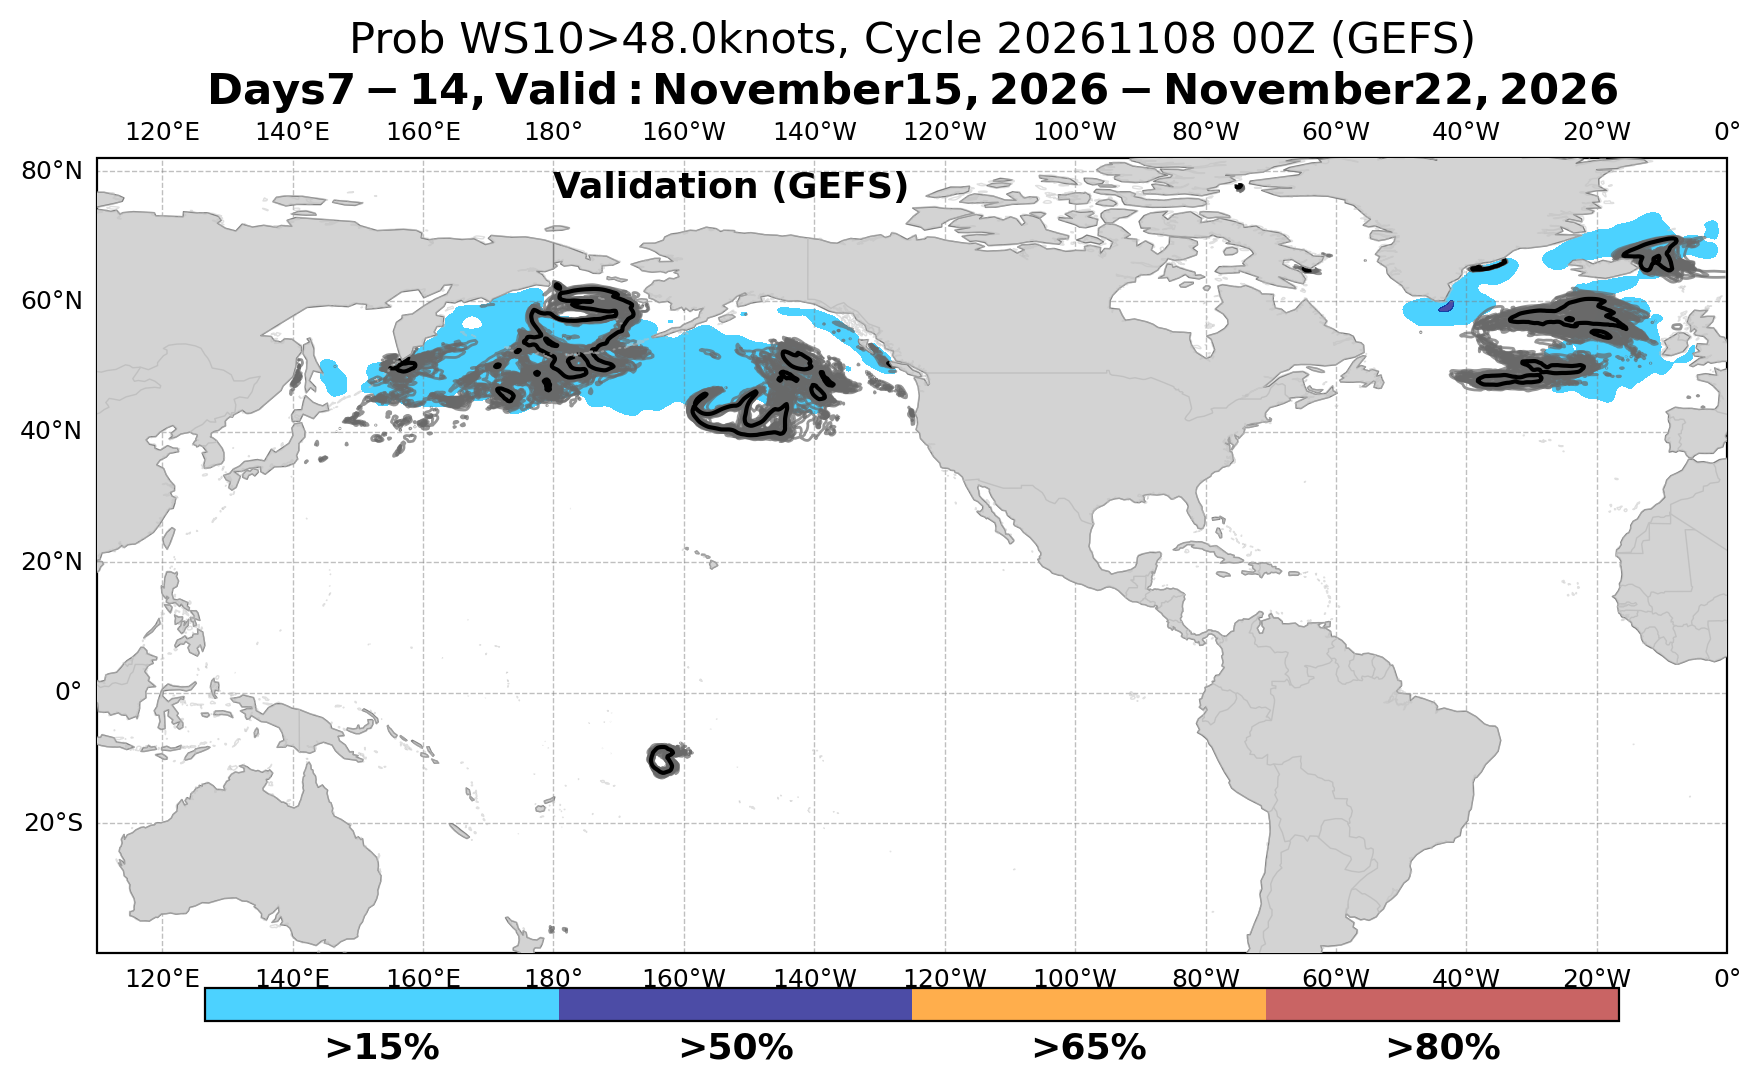 Prob WS10>48.0knots, Cycle 20261108 00Z (GEFS)
Days7 − 14, Valid : November15, 2026 − November22, 2026
120°E 140°E 160°E 180° 160°W 140°W 120°W 100°W 80°W 60°W 40°W 20°W 0°
80°N
Validation (GEFS)
60°N
40°N
20°N
0°
20°S
120°E 140°E 160°E 180° 160°W 140°W 120°W 100°W 80°W 60°W 40°W 20°W 0°
>15% >50% >65% >80%